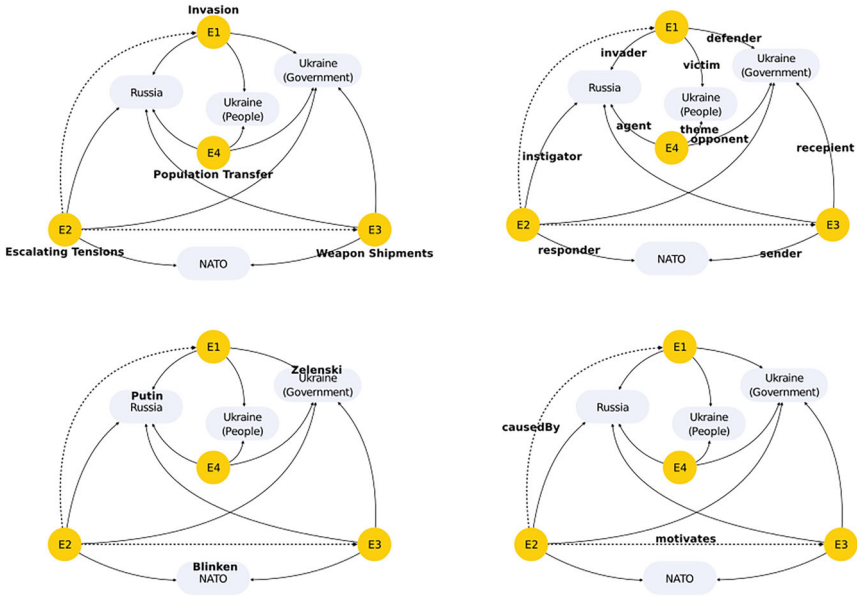 Invasion
E1
Ukraine
(Government)
Russia
Ukraine
(People)
E4
Population Transfer
E2
E3
Escalating Tensions
Weapon Shipments
NATO
E1
defender
invader
victim
Ukraine
(Government)
Russia
Ukraine
(People)
agent
theme
opponent
E4
instigator
recepient
E2
E3
responder
sender
NATO
E1
Zelenski
Ukraine
(Government)
Putin
Russia
Ukraine
(People)
E4
E2
E3
Blinken
NATO
E1
Ukraine
(Government)
Russia
causedBy
Ukraine
(People)
E4
motivates
E2
E3
NATO